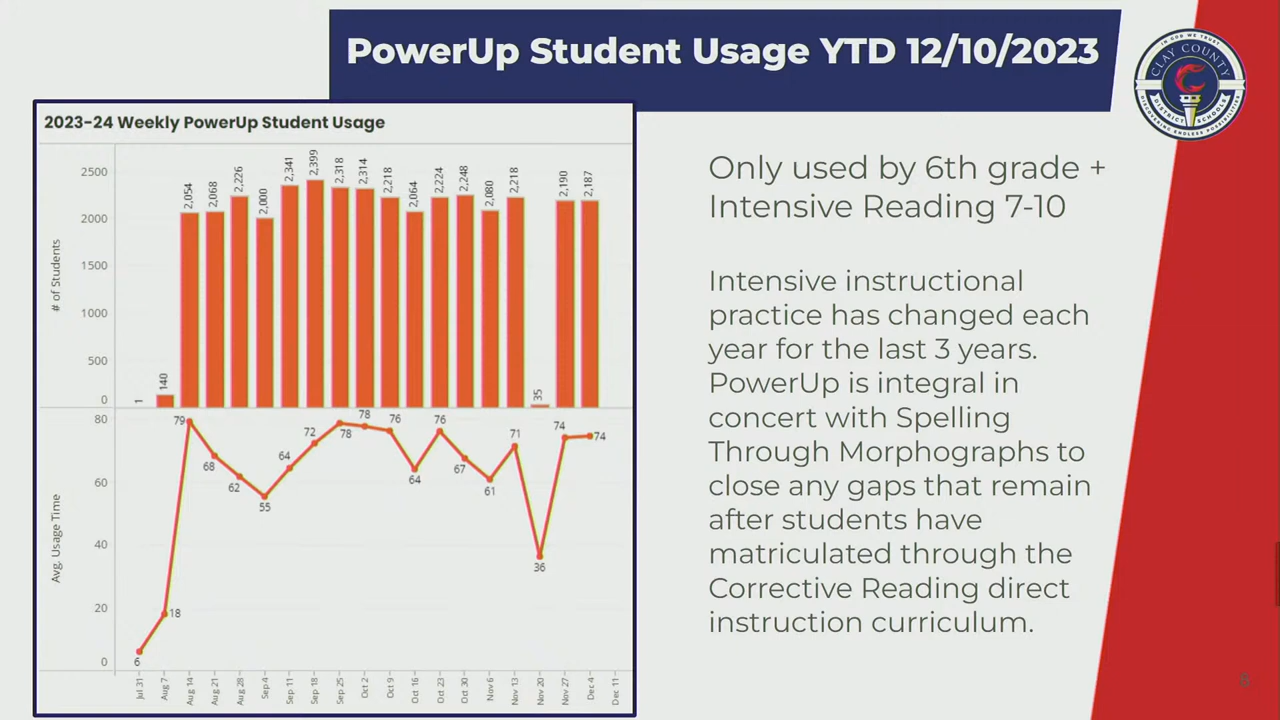 PowerUp Student Usage YTD 12/10/2023
IN GOD WE TRUST
CLAY COUNTY
DISTRICT SCHOOLS
DISCOVERING ENDLESS POSSIBILITIES
2023-24 Weekly PowerUp Student Usage
# of Students
2500
2000
1500
1000
500
0
1
140
2,054
2,068
2,226
2,000
2,341
2,399
2,318
2,314
2,218
2,064
2,224
2,248
2,080
2,218
35
2,190
2,187
Avg. Usage Time
80
60
40
20
0
6
18
79
68
62
55
64
72
78
78
76
64
76
67
61
71
36
74
74
Jul 31
Aug 7
Aug 14
Aug 21
Aug 28
Sep 4
Sep 11
Sep 18
Sep 25
Oct 2
Oct 9
Oct 16
Oct 23
Oct 30
Nov 6
Nov 13
Nov 20
Nov 27
Dec 4
Dec 11
Only used by 6th grade +
Intensive Reading 7-10
Intensive instructional
practice has changed each
year for the last 3 years.
PowerUp is integral in
concert with Spelling
Through Morphographs to
close any gaps that remain
after students have
matriculated through the
Corrective Reading direct
instruction curriculum.